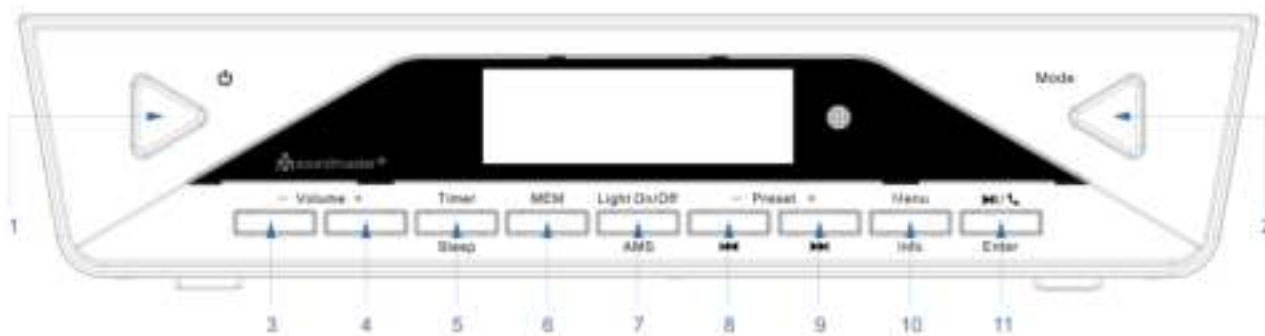 Mode
soundmaster®
− Volume + Timer MEM Light On/Off − Preset + Menu ⏯/📞
Sleep AMS ⏮ ⏭ Info Enter
1 2
3 4 5 6 7 8 9 10 11